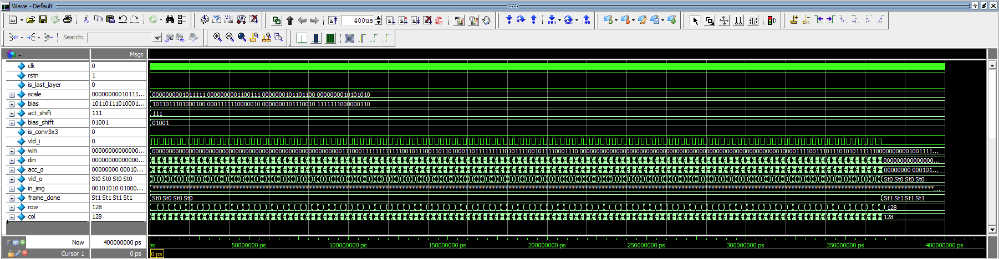 Wave - Default
400us
Search:
Msgs
clk 0
rstn 1
is_last_layer 0
scale 00000000010111... 0000000001011111 0000000001100111 0000000101101100 0000000010101010
bias 10110111010001... 1011011101000100 0001111110000010 0000000101110010 1111111000000110
act_shift 111 111
bias_shift 01001 01001
is_conv3x3 0
vld_i 0
win 00000000000000...
din 00000000000000... 000000000000000...
acc_o 00000000 00010... 00000000 000101...
vld_o St0 St0 St0 St0 St0 St0 St0 St0
in_img 00101010 01000...
frame_done St1 St1 St1 St1 St0 St0 St0 St0 St1 St1 St1 St1
row 128 128
col 128 128
Now 400000000 ps ps 50000000 ps 100000000 ps 150000000 ps 200000000 ps 250000000 ps 300000000 ps 350000000 ps 400000000 ps
Cursor 1 0 ps 0 ps